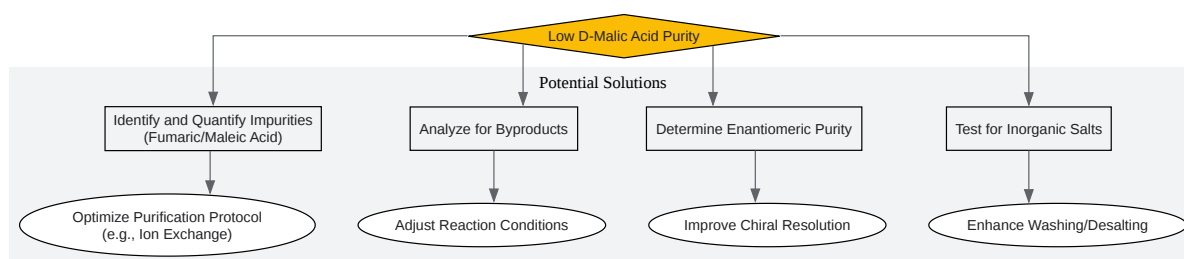 Low D-Malic Acid Purity
Potential Solutions
Identify and Quantify Impurities
(Fumaric/Maleic Acid)
Analyze for Byproducts
Determine Enantiomeric Purity
Test for Inorganic Salts
Optimize Purification Protocol
(e.g., Ion Exchange)
Adjust Reaction Conditions
Improve Chiral Resolution
Enhance Washing/Desalting